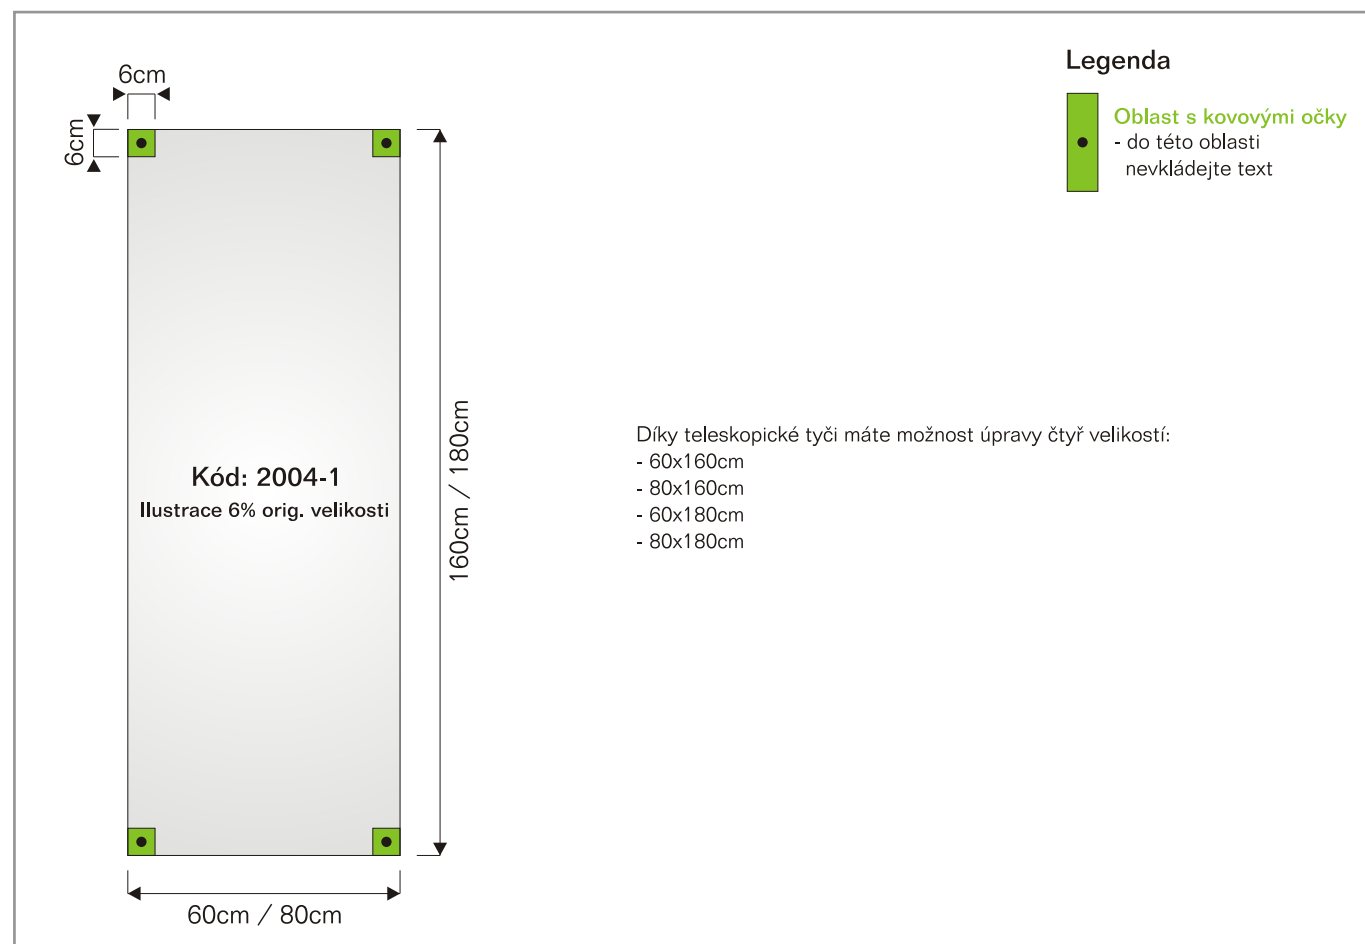 Legenda
6cm
6cm
Oblast s kovovými očky
- do této oblasti
nevkládejte text
160cm / 180cm
Díky teleskopické tyči máte možnost úpravy čtyř velikostí:
- 60x160cm
- 80x160cm
- 60x180cm
- 80x180cm
Kód: 2004-1
Ilustrace 6% orig. velikosti
60cm / 80cm